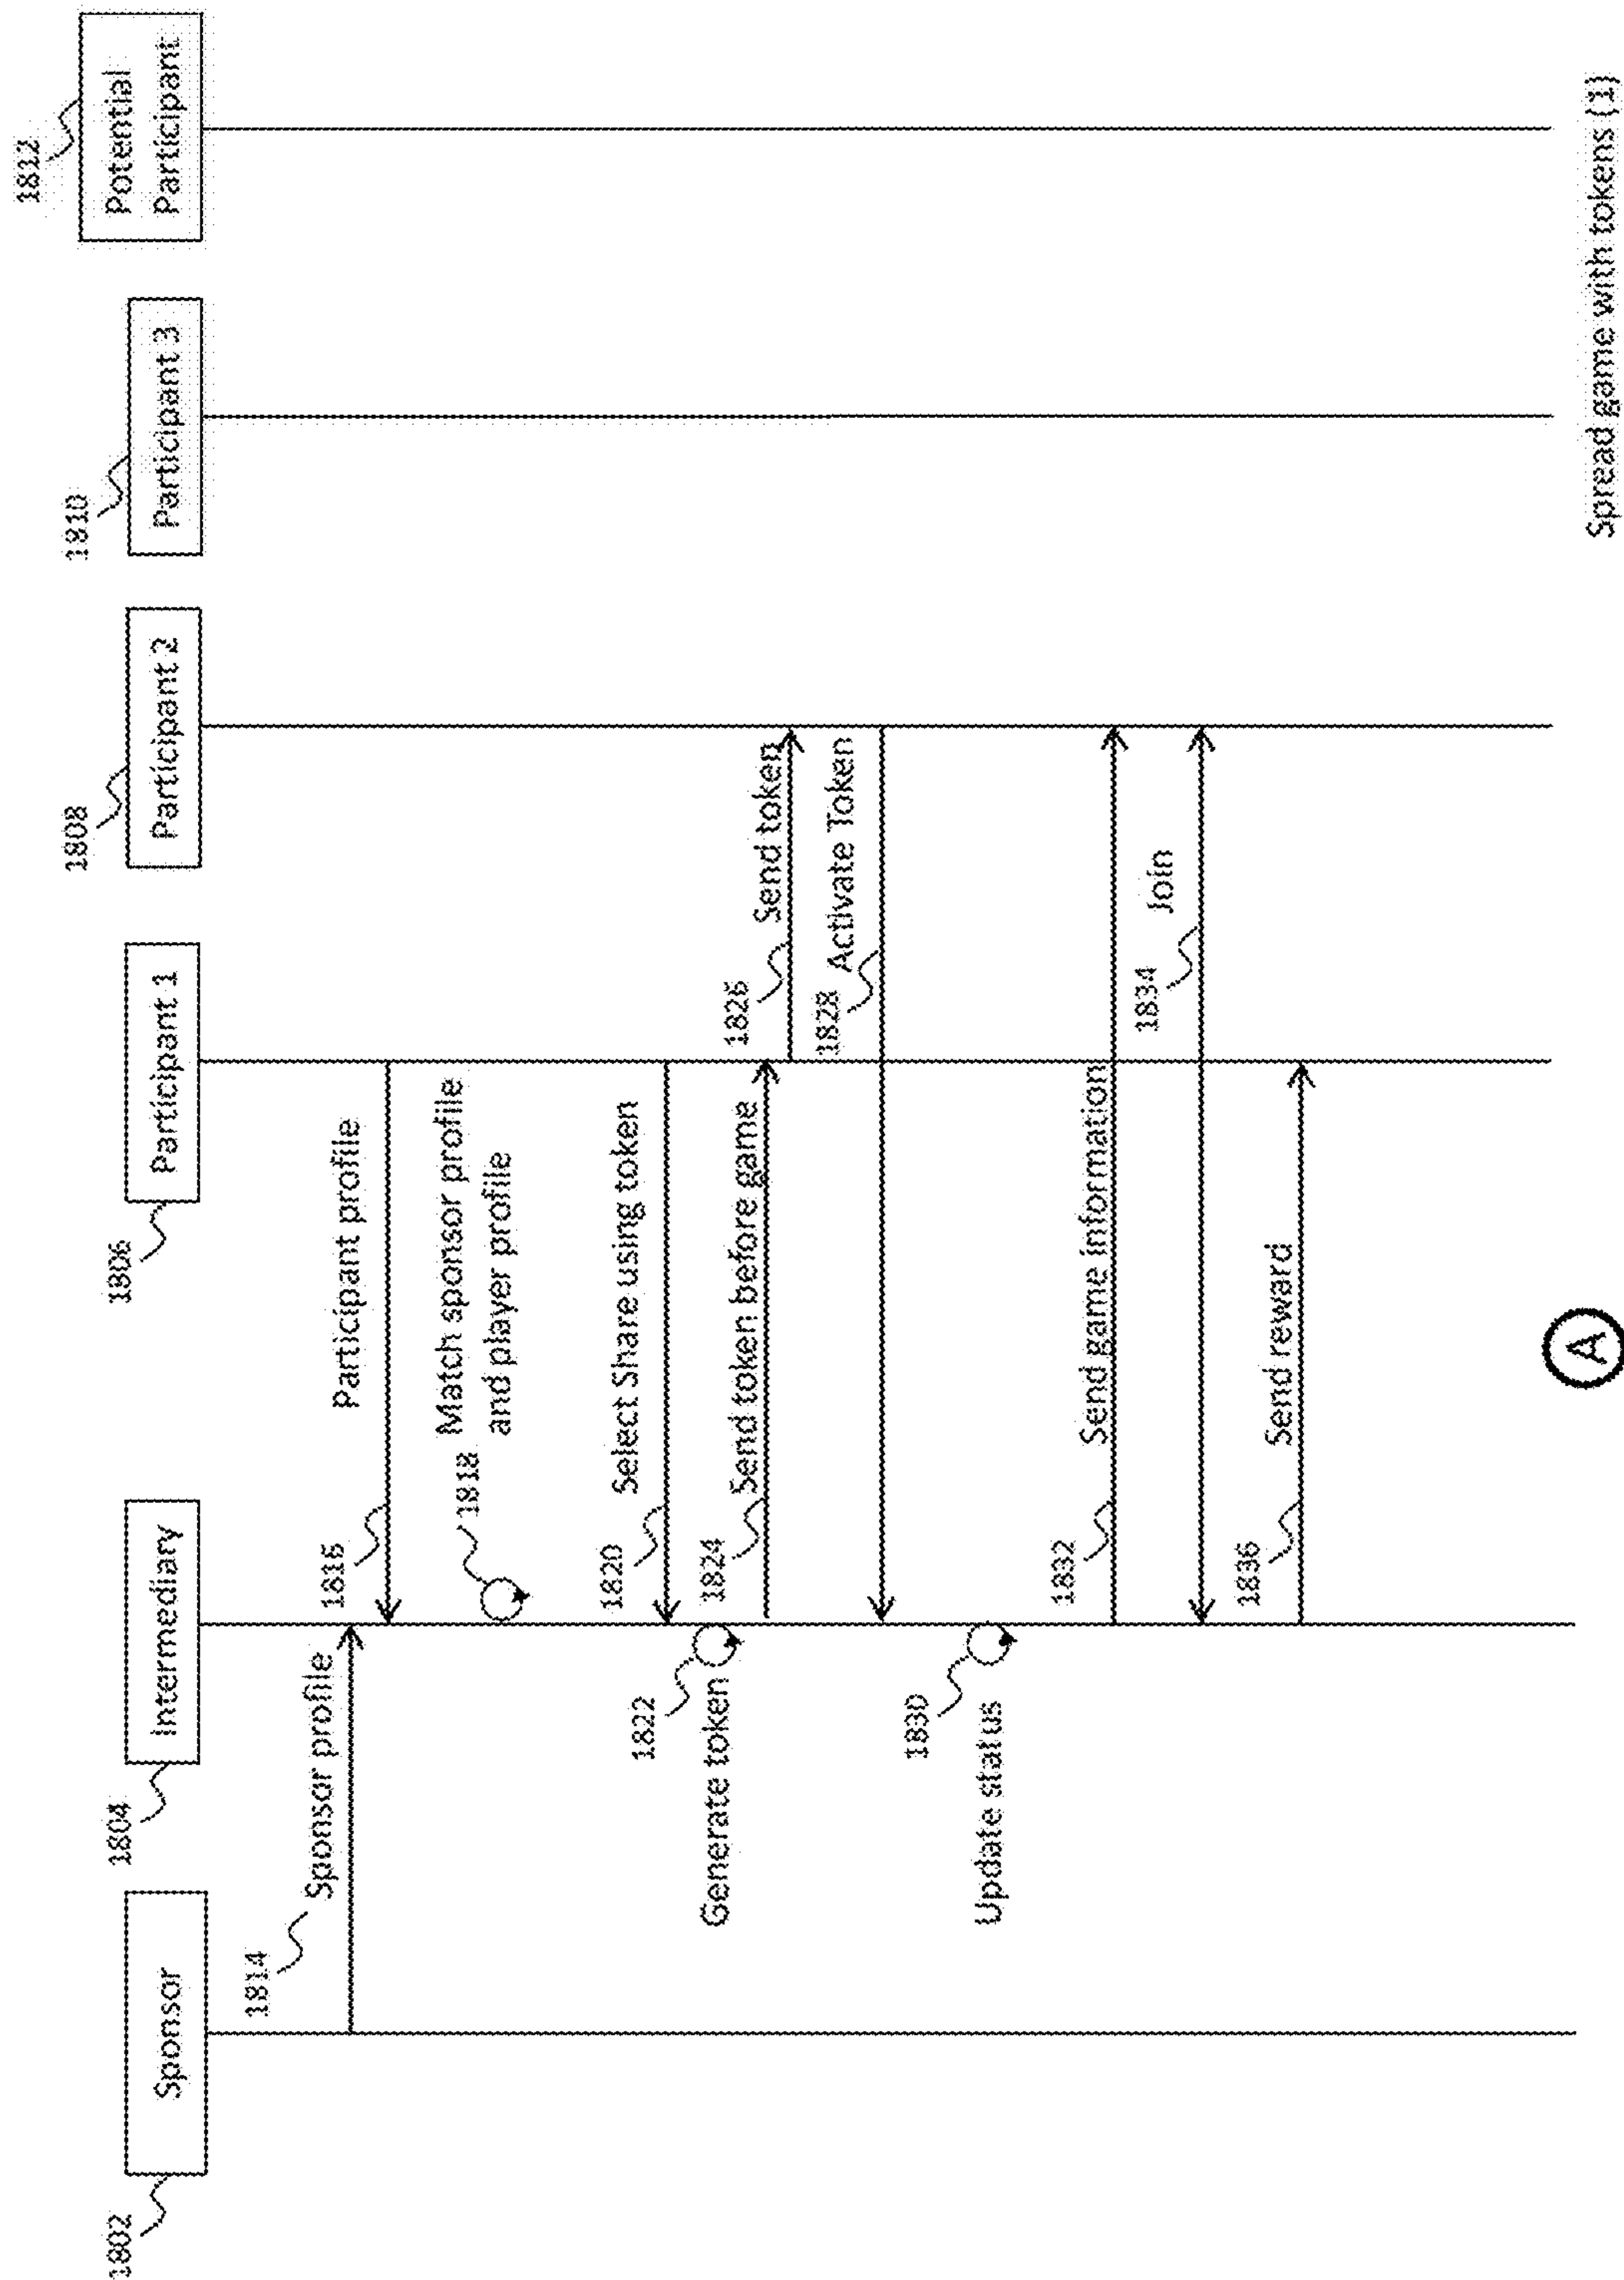 1802
Sponsor
1804
Intermediary
1806
Participant 1
1808
Participant 2
1810
Participant 3
1812
Potential
Participant
1814
Sponsor profile
1816
Participant profile
1818
Match sponsor profile
and player profile
1820
Select Share using token
1822
Generate token
1824
Send token before game
1826
Send token
1828
Activate Token
1830
Update status
1832
Send game information
1834
Join
1836
Send reward
A
Spread game with tokens (1)